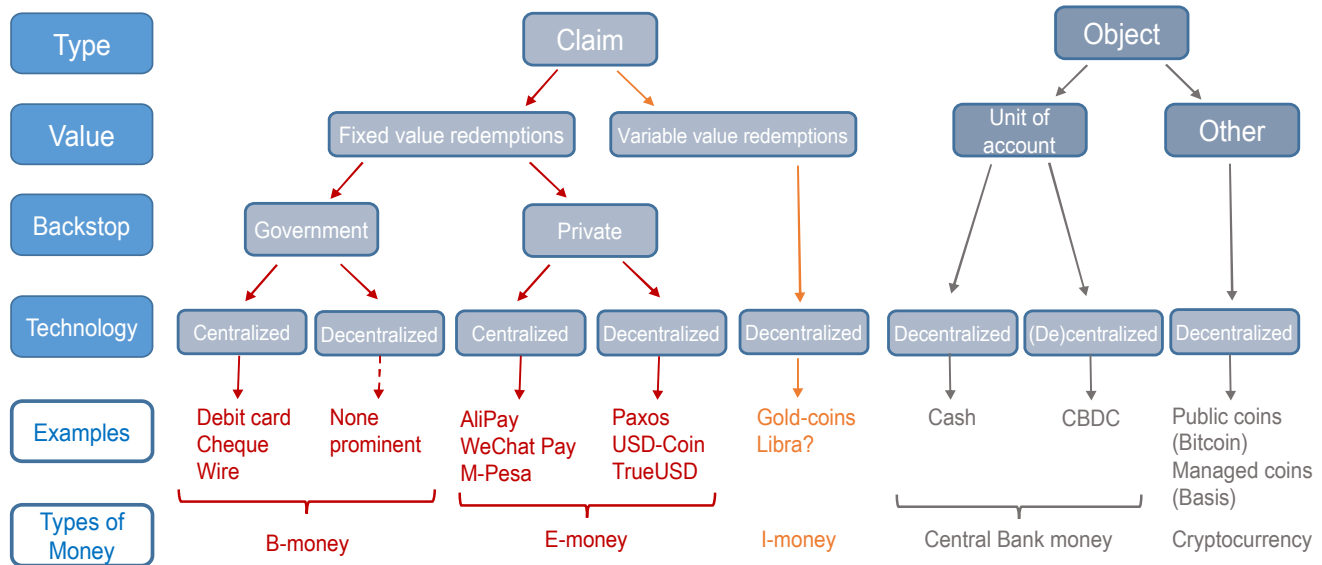 Type
Claim
Object
Value
Fixed value redemptions
Variable value redemptions
Unit of
account
Other
Backstop
Government
Private
Technology
Centralized
Decentralized
Centralized
Decentralized
Decentralized
Decentralized
(De)centralized
Decentralized
Examples
Debit card
Cheque
Wire
None
prominent
AliPay
WeChat Pay
M-Pesa
Paxos
USD-Coin
TrueUSD
Gold-coins
Libra?
Cash
CBDC
Public coins
(Bitcoin)
Managed coins
(Basis)
Types of
Money
B-money
E-money
I-money
Central Bank money
Cryptocurrency